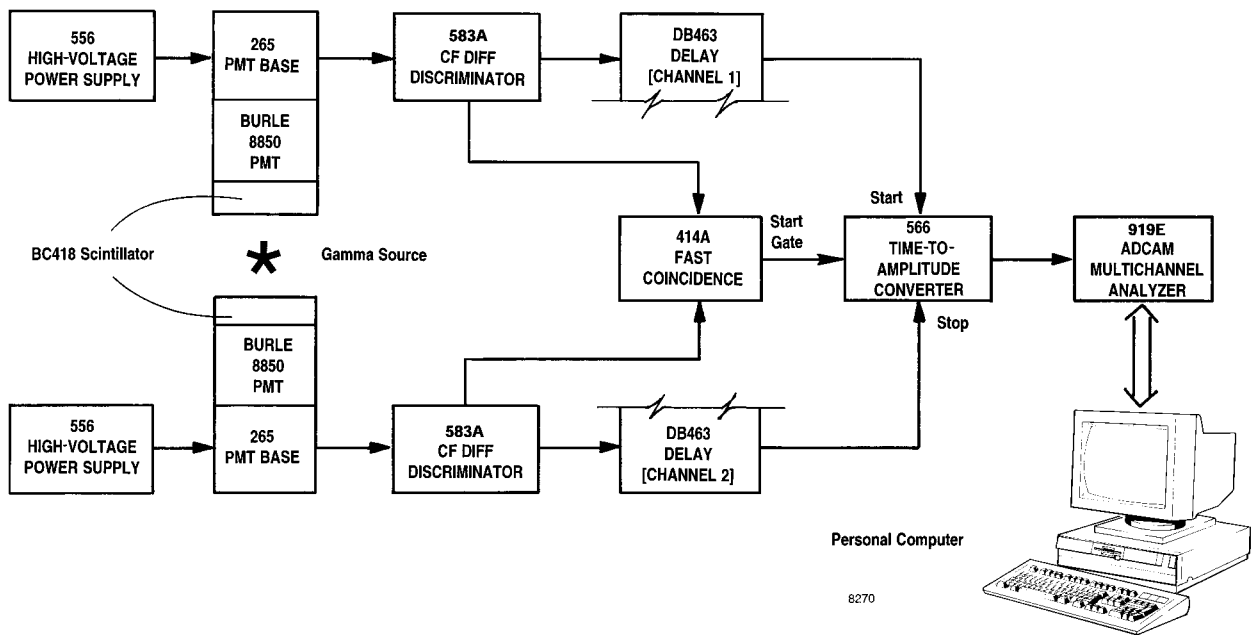 556
HIGH-VOLTAGE
POWER SUPPLY
265
PMT BASE
BURLE
8850
PMT
583A
CF DIFF
DISCRIMINATOR
DB463
DELAY
[CHANNEL 1]
BC418 Scintillator
Gamma Source
414A
FAST
COINCIDENCE
Start
Gate
Start
566
TIME-TO-
AMPLITUDE
CONVERTER
Stop
919E
ADCAM
MULTICHANNEL
ANALYZER
BURLE
8850
PMT
556
HIGH-VOLTAGE
POWER SUPPLY
265
PMT BASE
583A
CF DIFF
DISCRIMINATOR
DB463
DELAY
[CHANNEL 2]
Personal Computer
8270